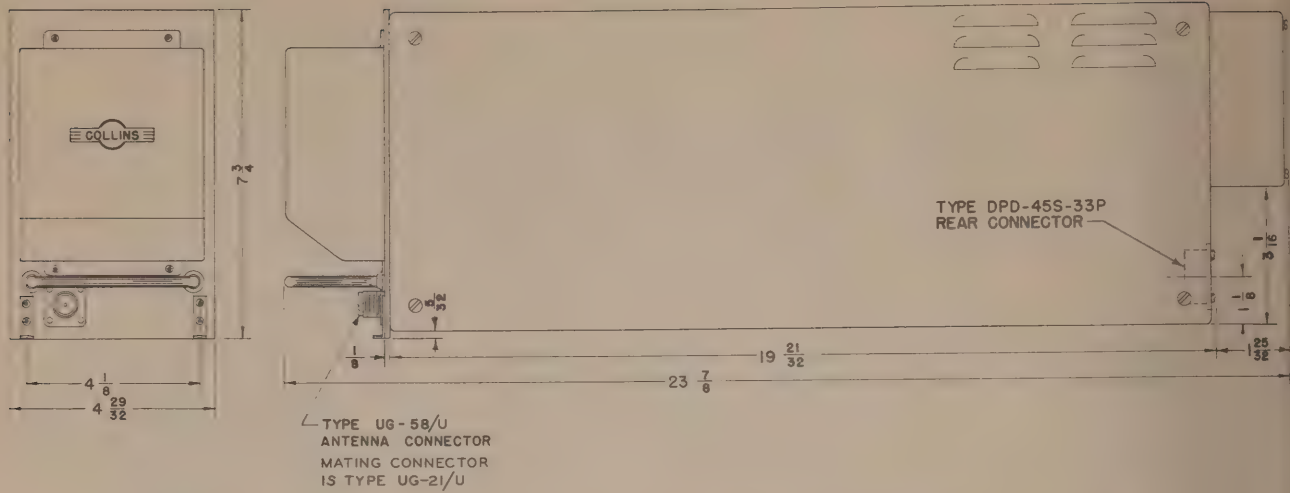 COLLINS
7 3/4
4 1/8
4 29/32
TYPE DPD-45S-33P
REAR CONNECTOR
3 1/16
1 1/8
5/32
1/8
19 21/32
1 25/32
23 7/8
TYPE UG-58/U
ANTENNA CONNECTOR
MATING CONNECTOR
IS TYPE UG-21/U